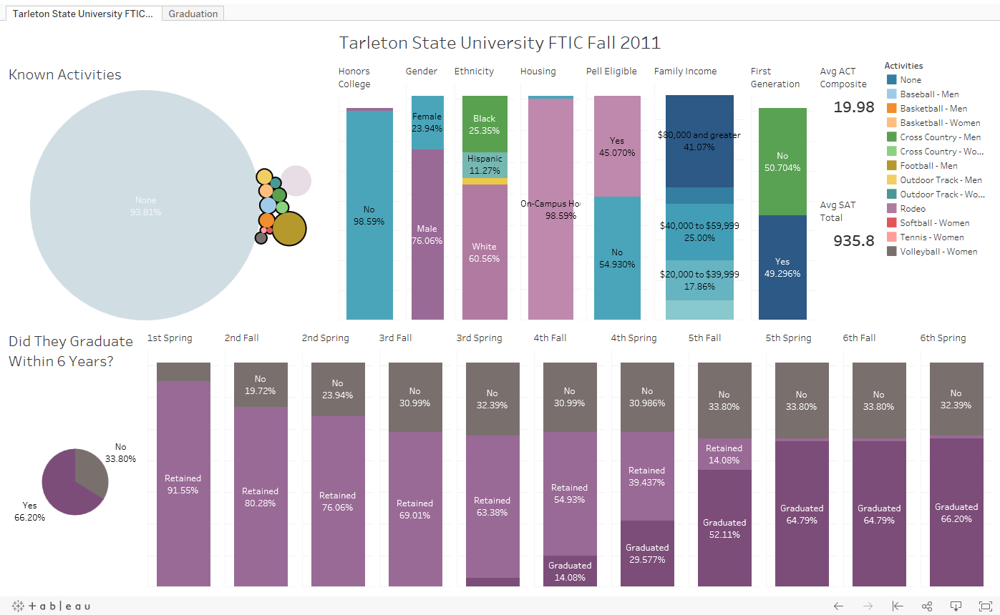 Tarleton State University FTIC...
Graduation
Tarleton State University FTIC Fall 2011
Known Activities
None
93.81%
Honors
College
No
98.59%
Gender
Female
23.94%
Male
76.06%
Ethnicity
Black
25.35%
Hispanic
11.27%
White
60.56%
Housing
On-Campus Ho
98.59%
Pell Eligible
Yes
45.070%
No
54.930%
Family Income
$80,000 and greater
41.07%
$40,000 to $59,999
25.00%
$20,000 to $39,999
17.86%
First
Generation
No
50.704%
Yes
49.296%
Avg ACT
Composite
19.98
Avg SAT
Total
935.8
Activities
None
Baseball - Men
Basketball - Men
Basketball - Women
Cross Country - Men
Cross Country - Wo...
Football - Men
Outdoor Track - Men
Outdoor Track - Wo...
Rodeo
Softball - Women
Tennis - Women
Volleyball - Women
Did They Graduate
Within 6 Years?
No
33.80%
Yes
66.20%
1st Spring
Retained
91.55%
2nd Fall
No
19.72%
Retained
80.28%
2nd Spring
No
23.94%
Retained
76.06%
3rd Fall
No
30.99%
Retained
69.01%
3rd Spring
No
32.39%
Retained
63.38%
4th Fall
No
30.99%
Retained
54.93%
Graduated
14.08%
4th Spring
No
30.986%
Retained
39.437%
Graduated
29.577%
5th Fall
No
33.80%
Retained
14.08%
Graduated
52.11%
5th Spring
No
33.80%
Graduated
64.79%
6th Fall
No
33.80%
Graduated
64.79%
6th Spring
No
32.39%
Graduated
66.20%
+ableau